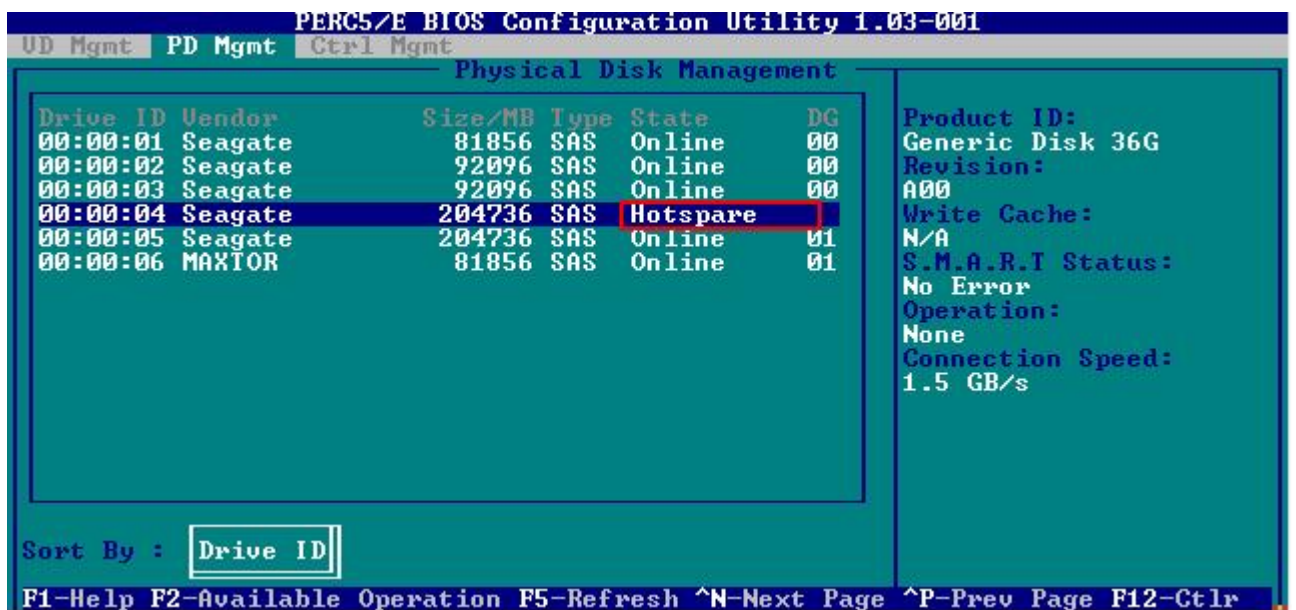 PERC5/E BIOS Configuration Utility 1.03-001
VD Mgmt PD Mgmt Ctrl Mgmt
Physical Disk Management
Drive ID Vendor Size/MB Type State DG
00:00:01 Seagate 81856 SAS Online 00
00:00:02 Seagate 92096 SAS Online 00
00:00:03 Seagate 92096 SAS Online 00
00:00:04 Seagate 204736 SAS Hotspare
00:00:05 Seagate 204736 SAS Online 01
00:00:06 MAXTOR 81856 SAS Online 01
Product ID:
Generic Disk 36G
Revision:
A00
Write Cache:
N/A
S.M.A.R.T Status:
No Error
Operation:
None
Connection Speed:
1.5 GB/s
Sort By : Drive ID
F1-Help F2-Available Operation F5-Refresh ^N-Next Page ^P-Prev Page F12-Ctlr